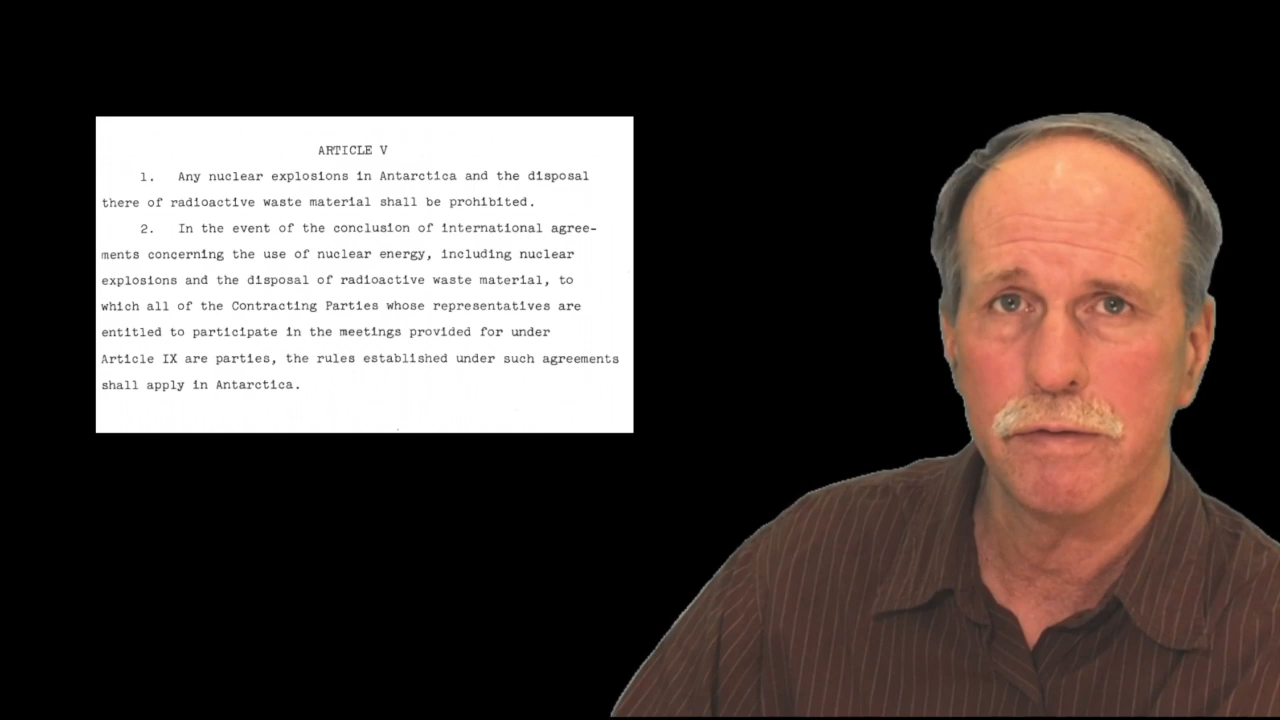 ARTICLE V
1. Any nuclear explosions in Antarctica and the disposal
there of radioactive waste material shall be prohibited.
2. In the event of the conclusion of international agree-
ments concerning the use of nuclear energy, including nuclear
explosions and the disposal of radioactive waste material, to
which all of the Contracting Parties whose representatives are
entitled to participate in the meetings provided for under
Article IX are parties, the rules established under such agreements
shall apply in Antarctica.